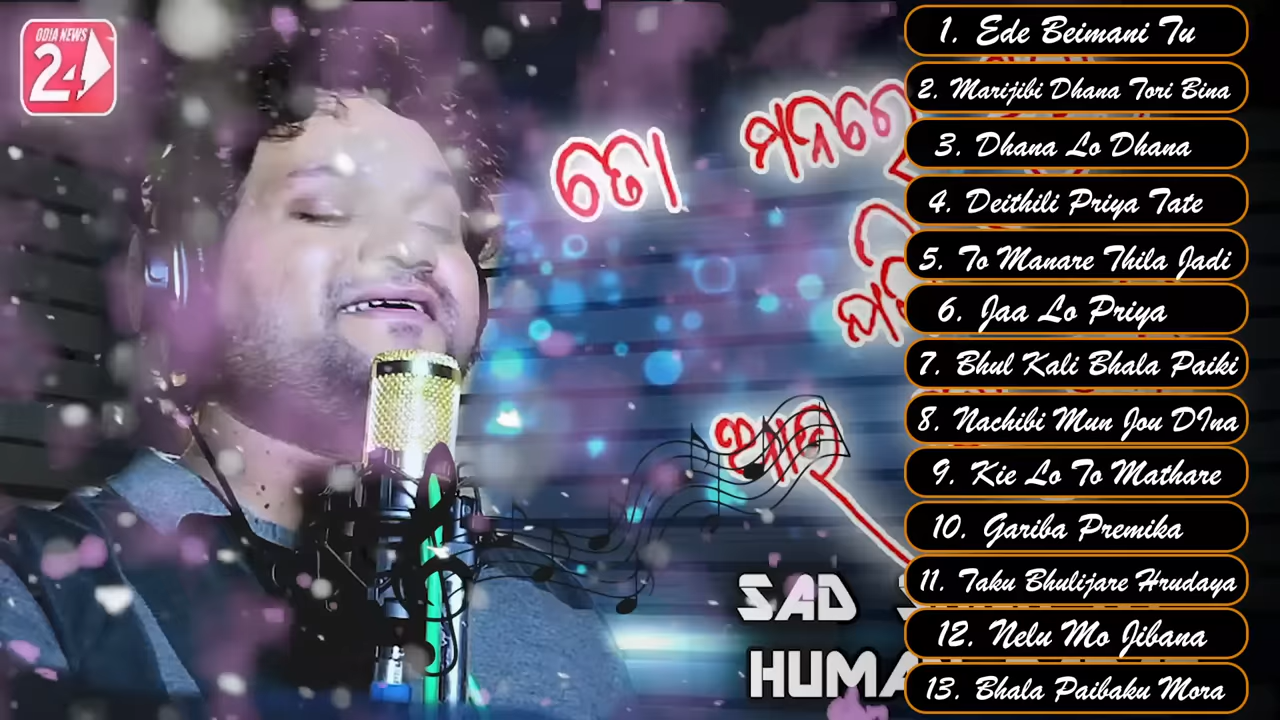 ODIA NEWS
24
ତୋ ମନରେ
SAD
HUMA
1. Ede Beimani Tu
2. Marijibi Dhana Tori Bina
3. Dhana Lo Dhana
4. Deithili Priya Tate
5. To Manare Thila Jadi
6. Jaa Lo Priya
7. Bhul Kali Bhala Paiki
8. Nachibi Mun Jou DIna
9. Kie Lo To Mathare
10. Gariba Premika
11. Taku Bhulijare Hrudaya
12. Nelu Mo Jibana
13. Bhala Paibaku Mora